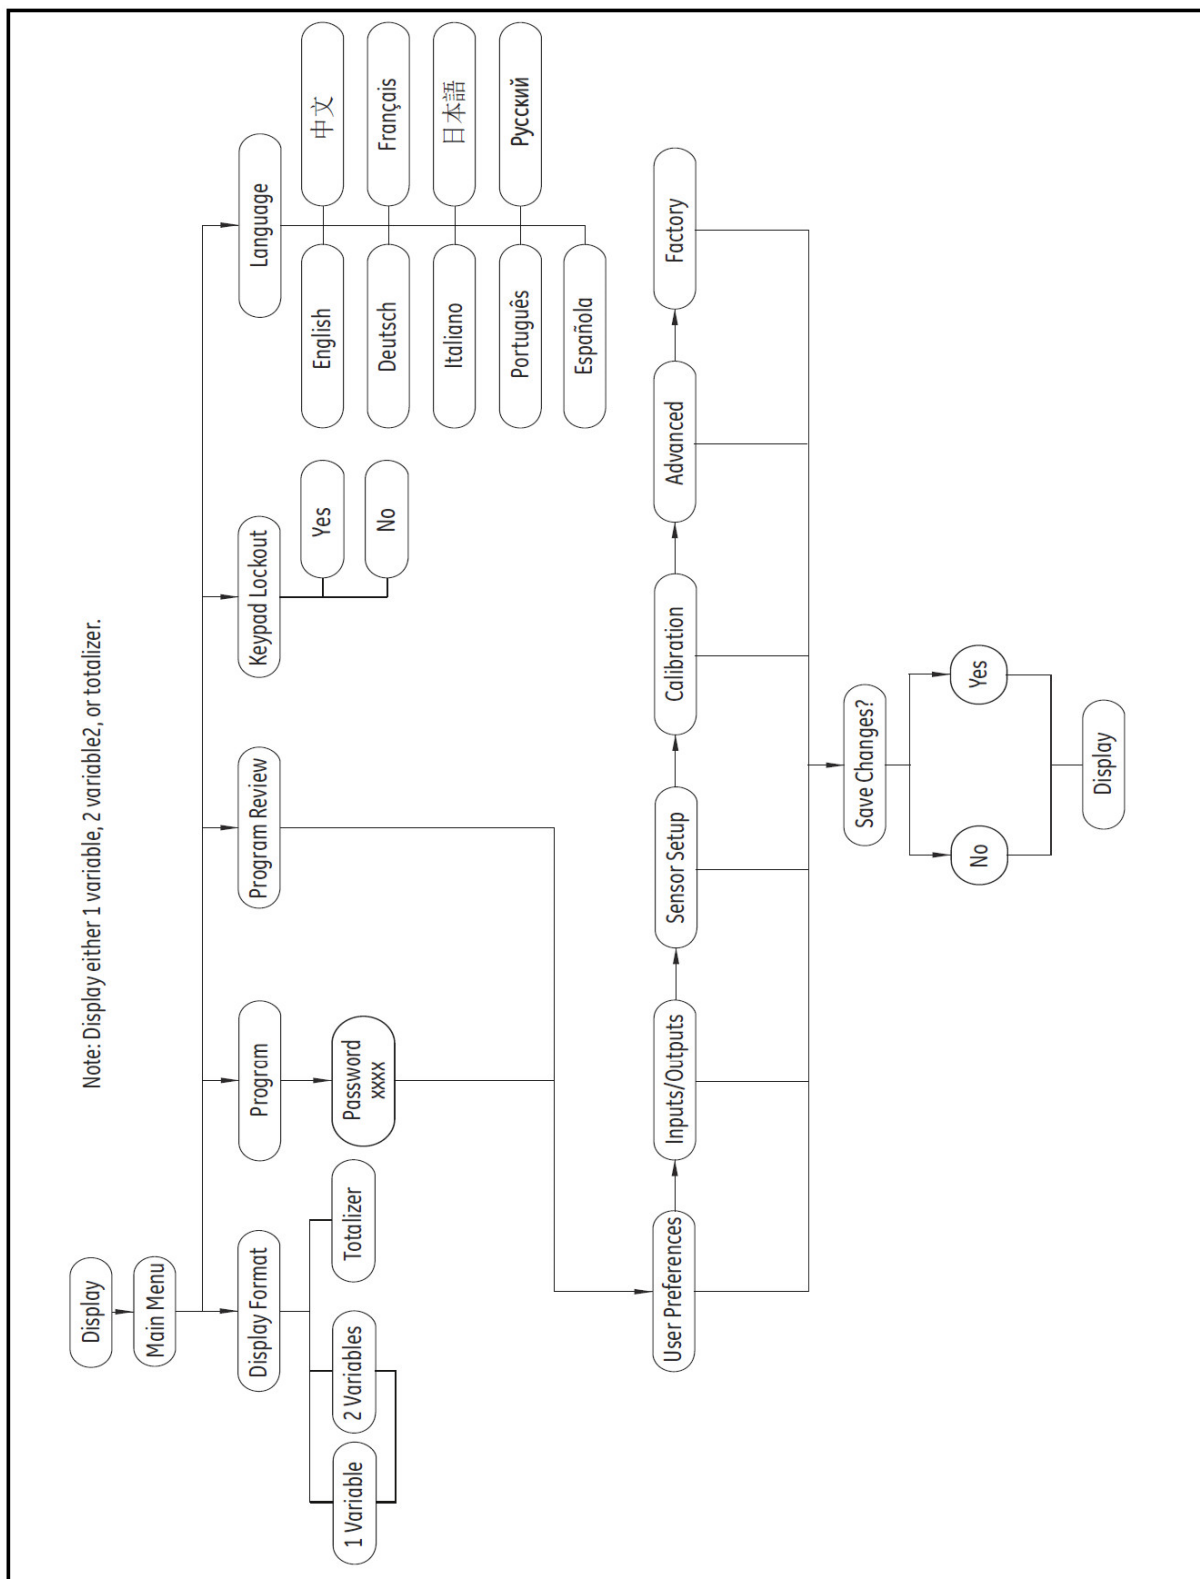 Note: Display either 1 variable, 2 variable2, or totalizer.
Display
Main Menu
Display Format
Program
Program Review
Keypad Lockout
Language
1 Variable
2 Variables
Totalizer
Password
xxxx
Yes
No
English
中文
Deutsch
Français
Italiano
日本語
Português
Русский
Española
User Preferences
Inputs/Outputs
Sensor Setup
Calibration
Advanced
Factory
Save Changes?
No
Yes
Display